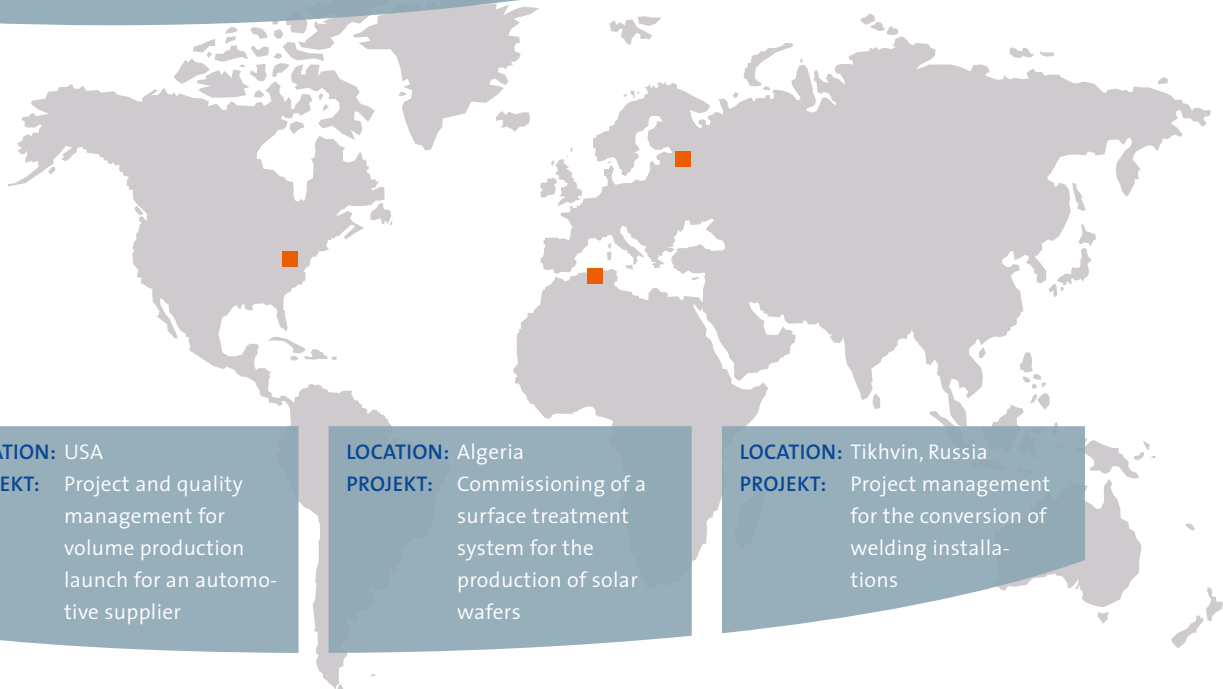 ATION: USA
EKT: Project and quality
management for
volume production
launch for an automo-
tive supplier
LOCATION: Algeria
PROJEKT: Commissioning of a
surface treatment
system for the
production of solar
wafers
LOCATION: Tikhvin, Russia
PROJEKT: Project management
for the conversion of
welding installa-
tions